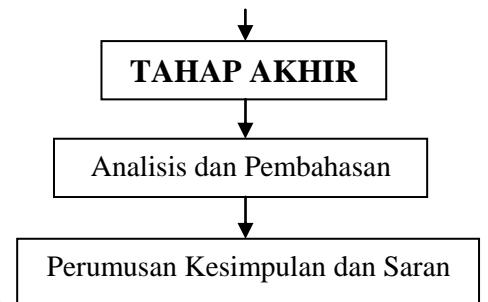 TAHAP AKHIR
Analisis dan Pembahasan
Perumusan Kesimpulan dan Saran